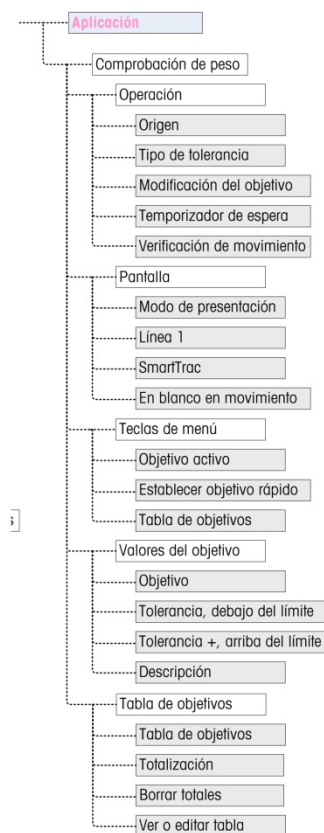 Aplicación
Comprobación de peso
Operación
Origen
Tipo de tolerancia
Modificación del objetivo
Temporizador de espera
Verificación de movimiento
Pantalla
Modo de presentación
Línea 1
SmartTrac
En blanco en movimiento
Teclas de menú
Objetivo activo
Establecer objetivo rápido
Tabla de objetivos
Valores del objetivo
Objetivo
Tolerancia, debajo del límite
Tolerancia +, arriba del límite
Descripción
Tabla de objetivos
Tabla de objetivos
Totalización
Borrar totales
Ver o editar tabla